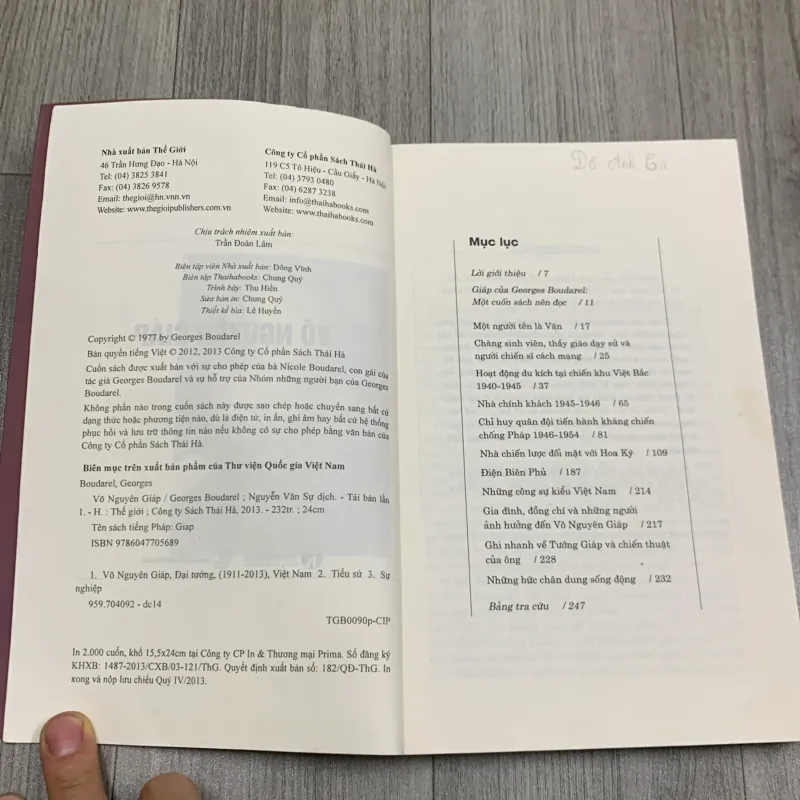 Nhà xuất bản Thế Giới
46 Trần Hưng Đạo - Hà Nội
Tel: (04) 3825 3841
Fax: (04) 3826 9578
Email: thegioi@hn.vnn.vn
Website: www.thegioipublishers.com.vn
Công ty Cổ phần Sách Thái Hà
119 C5 Tô Hiệu - Cầu Giấy - Hà Nội
Tel: (04) 3793 0480
Fax: (04) 6287 3238
Email: info@thaihabooks.com
Website: www.thaihabooks.com
Chịu trách nhiệm xuất bản:
Trần Đoàn Lâm
Biên tập viên Nhà xuất bản: Đông Vĩnh
Biên tập Thaihabooks: Chung Quý
Trình bày: Thu Hiền
Sửa bản in: Chung Quý
Thiết kế bìa: Lê Huyền
Copyright © 1977 by Georges Boudarel
Bản quyền tiếng Việt © 2012, 2013 Công ty Cổ phần Sách Thái Hà
Cuốn sách được xuất bản với sự cho phép của bà Nicole Boudarel, con gái của
tác giả Georges Boudarel và sự hỗ trợ của Nhóm những người bạn của Georges
Boudarel.
Không phần nào trong cuốn sách này được sao chép hoặc chuyển sang bất cứ
dạng thức hoặc phương tiện nào, dù là điện tử, in ấn, ghi âm hay bất cứ hệ thống
phục hồi và lưu trữ thông tin nào nếu không có sự cho phép bằng văn bản của
Công ty Cổ phần Sách Thái Hà.
Biên mục trên xuất bản phẩm của Thư viện Quốc gia Việt Nam
Boudarel, Georges
Võ Nguyên Giáp / Georges Boudarel ; Nguyễn Văn Sự dịch. - Tái bản lần
1. - H. : Thế giới ; Công ty Sách Thái Hà, 2013. - 232tr. ; 24cm
Tên sách tiếng Pháp: Giap
ISBN 9786047705689
1. Võ Nguyên Giáp, Đại tướng, (1911-2013), Việt Nam 2. Tiểu sử 3. Sự
nghiệp
959.704092 - dc14
TGB0090p-CIP
In 2.000 cuốn, khổ 15,5x24cm tại Công ty CP In & Thương mại Prima. Số đăng ký
KHXB: 1487-2013/CXB/03-121/ThG. Quyết định xuất bản số: 182/QĐ-ThG. In
xong và nộp lưu chiểu Quý IV/2013.
Đỗ Anh
Mục lục
Lời giới thiệu / 7
Giáp của Georges Boudarel:
Một cuốn sách nên đọc / 11
Một người tên là Văn / 17
Chàng sinh viên, thầy giáo dạy sử và
người chiến sĩ cách mạng / 25
Hoạt động du kích tại chiến khu Việt Bắc
1940-1945 / 37
Nhà chính khách 1945-1946 / 65
Chỉ huy quân đội tiến hành kháng chiến
chống Pháp 1946-1954 / 81
Nhà chiến lược đối mặt với Hoa Kỳ / 109
Điện Biên Phủ / 187
Những công sự kiểu Việt Nam / 214
Gia đình, đồng chí và những người
ảnh hưởng đến Võ Nguyên Giáp / 217
Ghi nhanh về Tướng Giáp và chiến thuật
của ông / 228
Những bức chân dung sống động / 232
Bảng tra cứu / 247